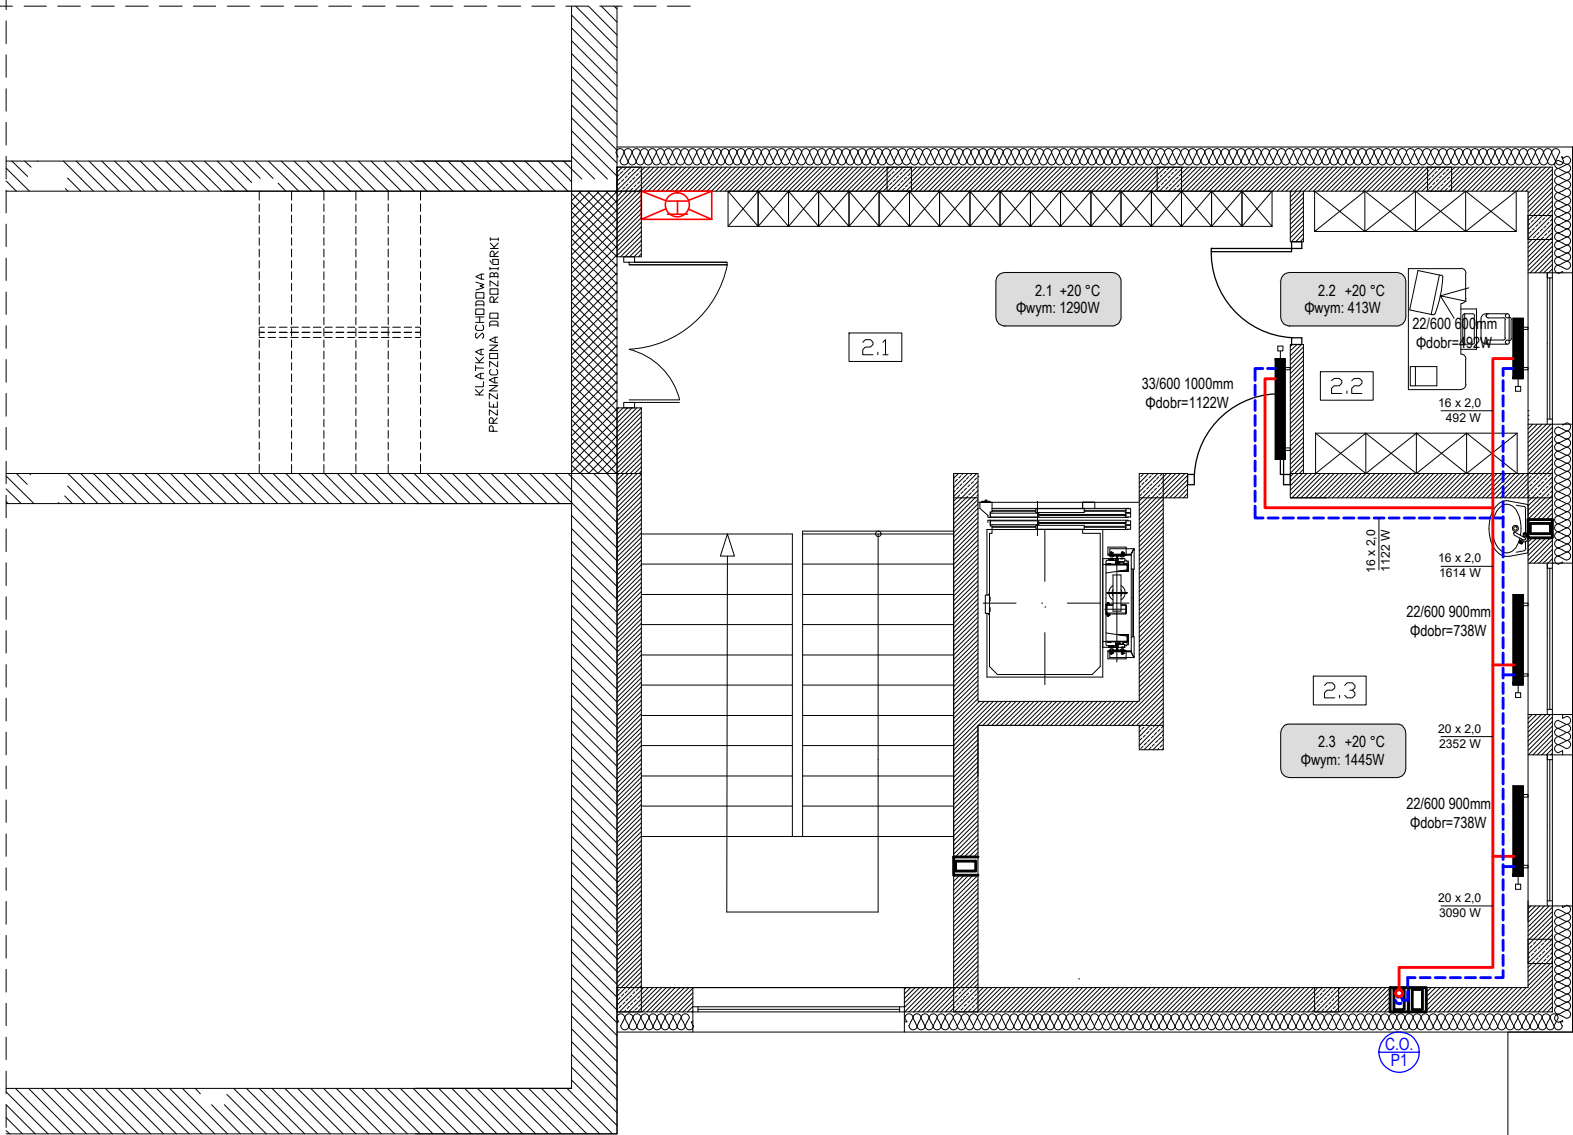 KLATKA SCHODOWA
PRZEZNACZONA DO ROZBIóRKI
2.1 +20 °C
Φwym: 1290W
2.2 +20 °C
Φwym: 413W
22/600 600mm
Φdobr=492W
2.1
33/600 1000mm
Φdobr=1122W
2.2
16 x 2,0
492 W
16 x 2,0
1122 W
16 x 2,0
1614 W
22/600 900mm
Φdobr=738W
2.3
20 x 2,0
2352 W
2.3 +20 °C
Φwym: 1445W
22/600 900mm
Φdobr=738W
20 x 2,0
3090 W
C.O.
P1